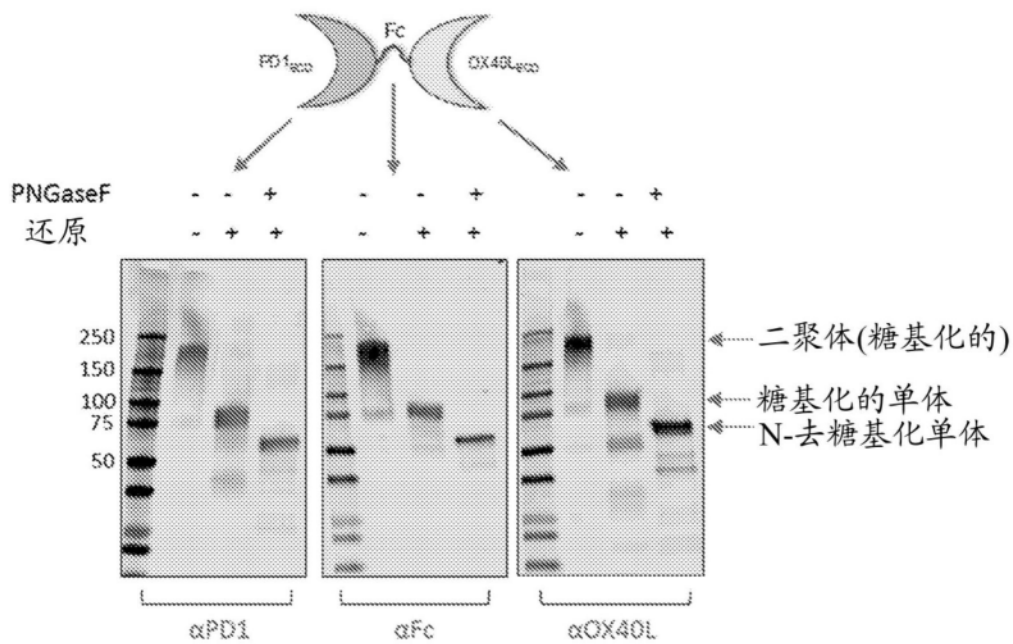 Fc
PD1ECD
OX40LECD
PNGaseF - - + - - + - - +
还原 ~ + + ~ + + ~ + +
250
150
100
75
50
二聚体(糖基化的)
糖基化的单体
N-去糖基化单体
αPD1
αFc
αOX40L